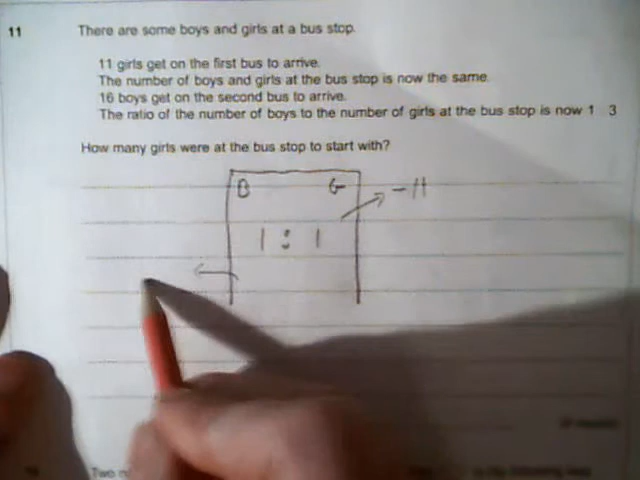 11 There are some boys and girls at a bus stop.
11 girls get on the first bus to arrive.
The number of boys and girls at the bus stop is now the same.
16 boys get on the second bus to arrive.
The ratio of the number of boys to the number of girls at the bus stop is now 1 3
How many girls were at the bus stop to start with?
B G -11
1 : 1
Two